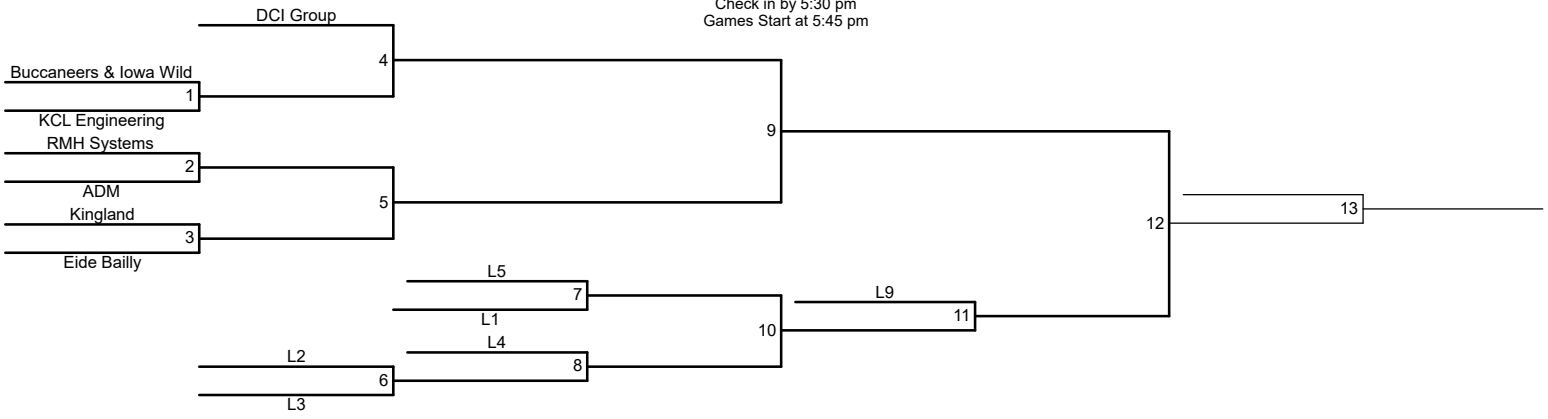 Check in by 5:30 pm
Games Start at 5:45 pm
DCI Group
4
Buccaneers & Iowa Wild
1
KCL Engineering
RMH Systems
2
ADM
Kingland
3
Eide Bailly
5
9
12
13
L5
7
L1
L4
8
L2
6
L3
10
L9
11